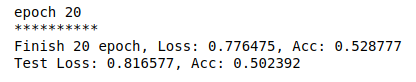 epoch 20
**********
Finish 20 epoch, Loss: 0.776475, Acc: 0.528777
Test Loss: 0.816577, Acc: 0.502392